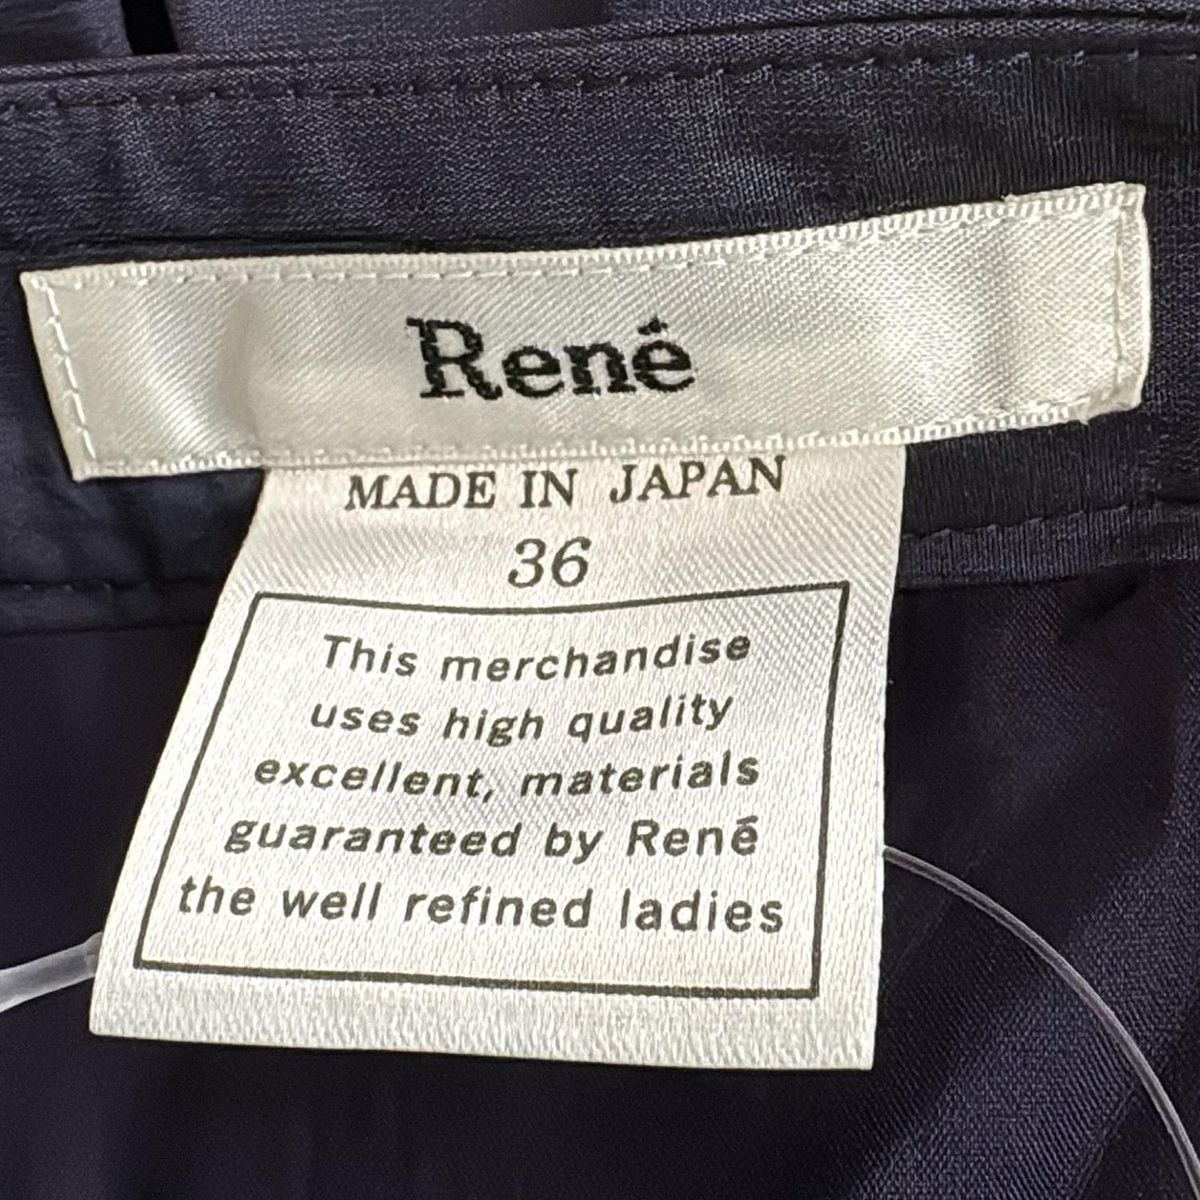 René
MADE IN JAPAN
36
This merchandise
uses high quality
excellent, materials
guaranteed by René
the well refined ladies